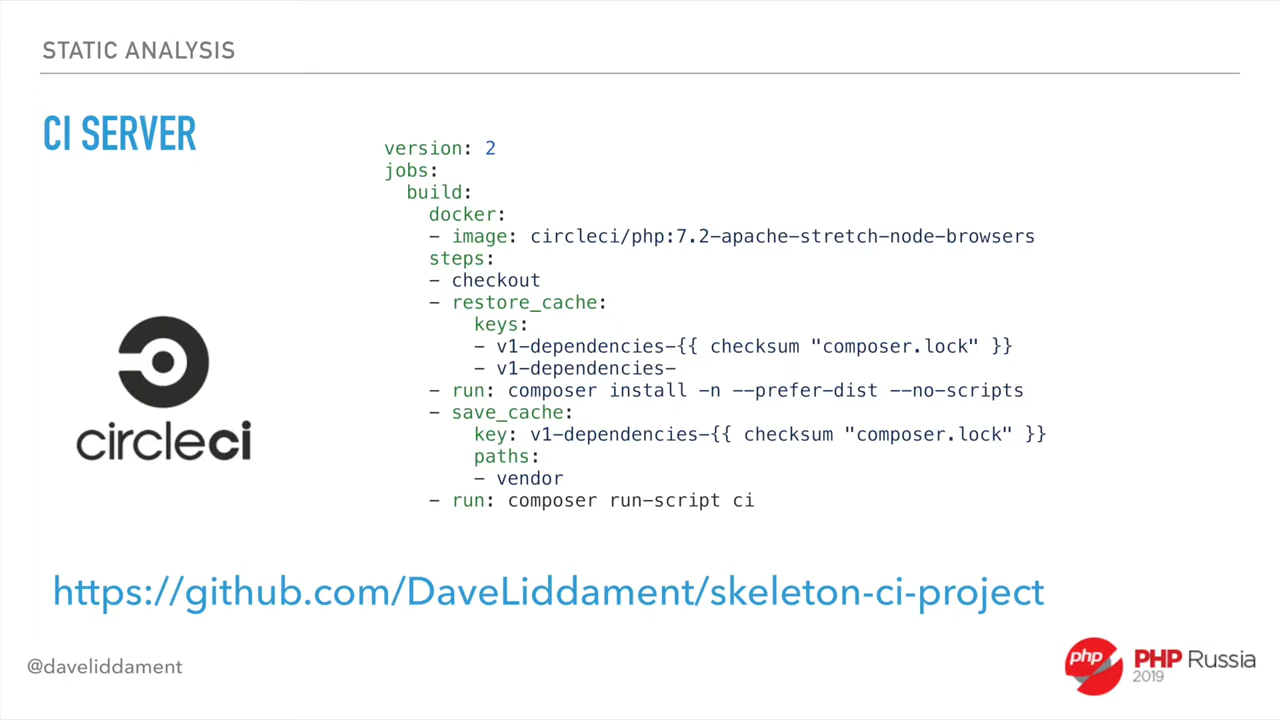 STATIC ANALYSIS
CI SERVER
version: 2
jobs:
  build:
    docker:
    - image: circleci/php:7.2-apache-stretch-node-browsers
    steps:
    - checkout
    - restore_cache:
        keys:
        - v1-dependencies-{{ checksum "composer.lock" }}
        - v1-dependencies-
    - run: composer install -n --prefer-dist --no-scripts
    - save_cache:
        key: v1-dependencies-{{ checksum "composer.lock" }}
        paths:
        - vendor
    - run: composer run-script ci
circleci
https://github.com/DaveLiddament/skeleton-ci-project
@daveliddament
php
PHP Russia
2019